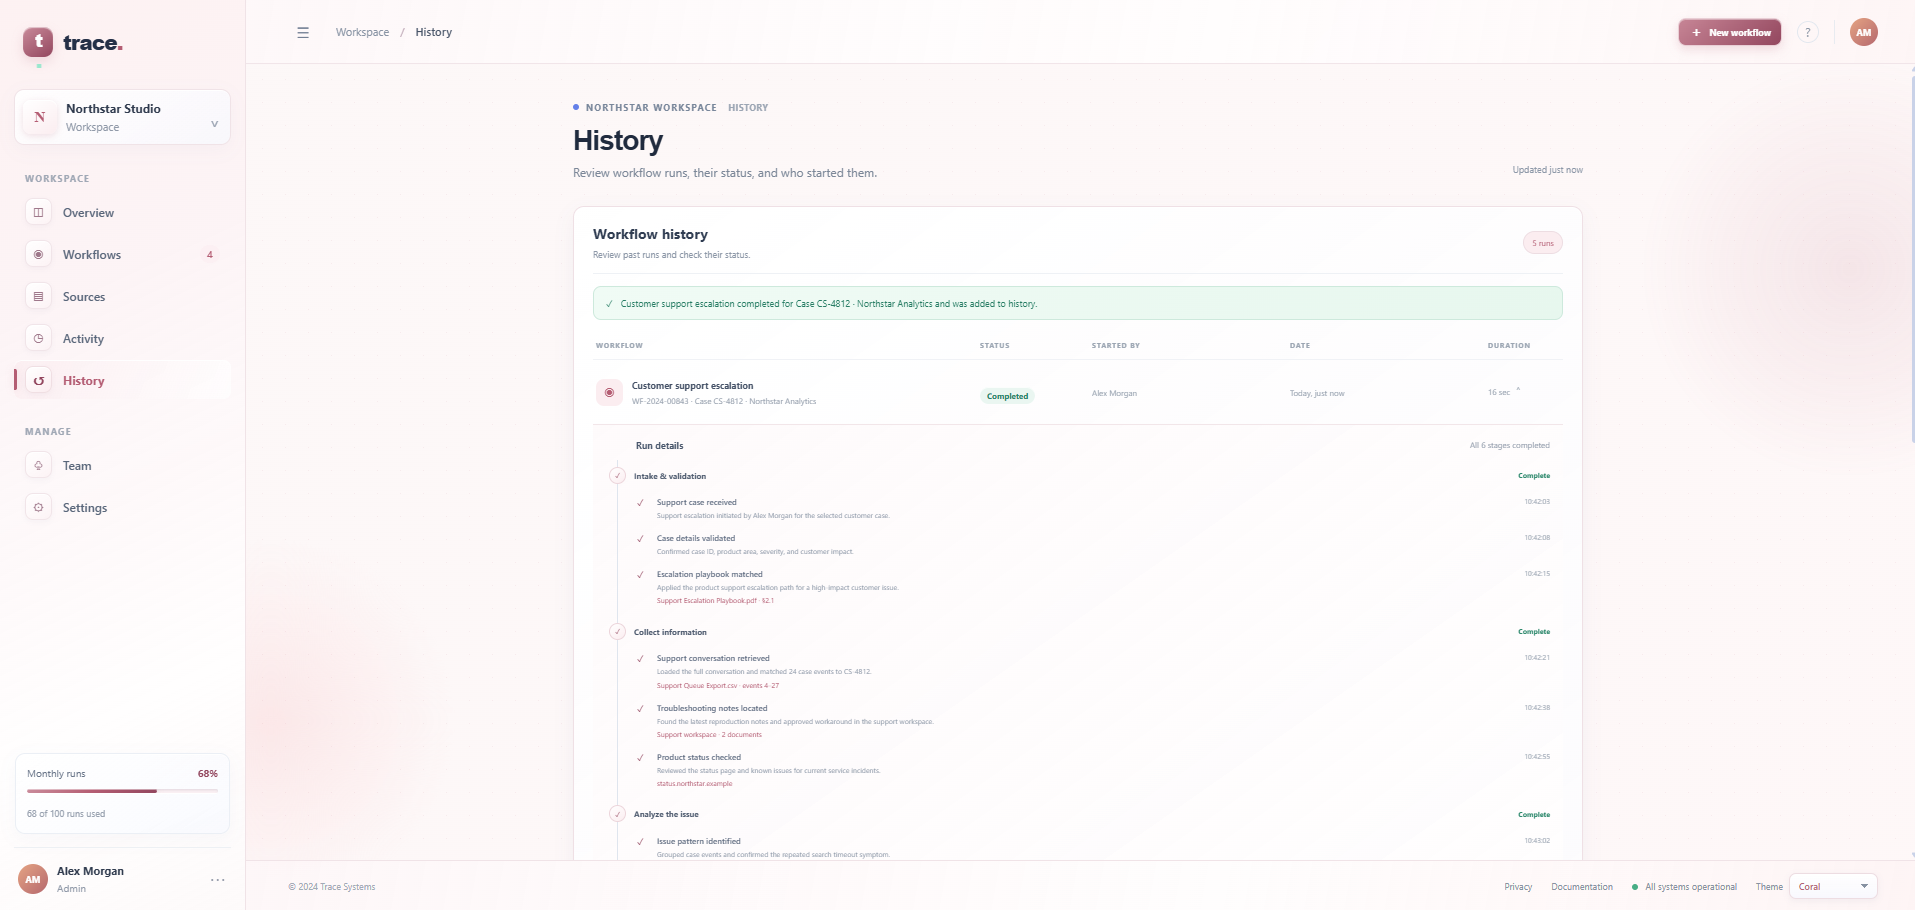 t trace.
N Northstar Studio
Workspace
WORKSPACE
Overview
Workflows 4
Sources
Activity
History
MANAGE
Team
Settings
Monthly runs 68%
68 of 100 runs used
AM Alex Morgan
Admin
Workspace / History
+ New workflow
?
AM
NORTHSTAR WORKSPACE HISTORY
History
Review workflow runs, their status, and who started them.
Updated just now
Workflow history
Review past runs and check their status.
5 runs
✓ Customer support escalation completed for Case CS-4812 · Northstar Analytics and was added to history.
WORKFLOW STATUS STARTED BY DATE DURATION
Customer support escalation
WF-2024-00843 · Case CS-4812 · Northstar Analytics
Completed
Alex Morgan
Today, just now
16 sec
Run details
All 6 stages completed
Intake & validation Complete
Support case received 10:42:03
Support escalation initiated by Alex Morgan for the selected customer case.
Case details validated 10:42:08
Confirmed case ID, product area, severity, and customer impact.
Escalation playbook matched 10:42:15
Applied the product support escalation path for a high-impact customer issue.
Support Escalation Playbook.pdf · §2.1
Collect information Complete
Support conversation retrieved 10:42:21
Loaded the full conversation and matched 24 case events to CS-4812.
Support Queue Export.csv · events 4-27
Troubleshooting notes located 10:42:38
Found the latest reproduction notes and approved workaround in the support workspace.
Support workspace · 2 documents
Product status checked 10:42:55
Reviewed the status page and known issues for current service incidents.
status.northstar.example
Analyze the issue Complete
Issue pattern identified 10:43:02
Grouped case events and confirmed the repeated search timeout symptom.
© 2024 Trace Systems
Privacy Documentation All systems operational Theme Coral